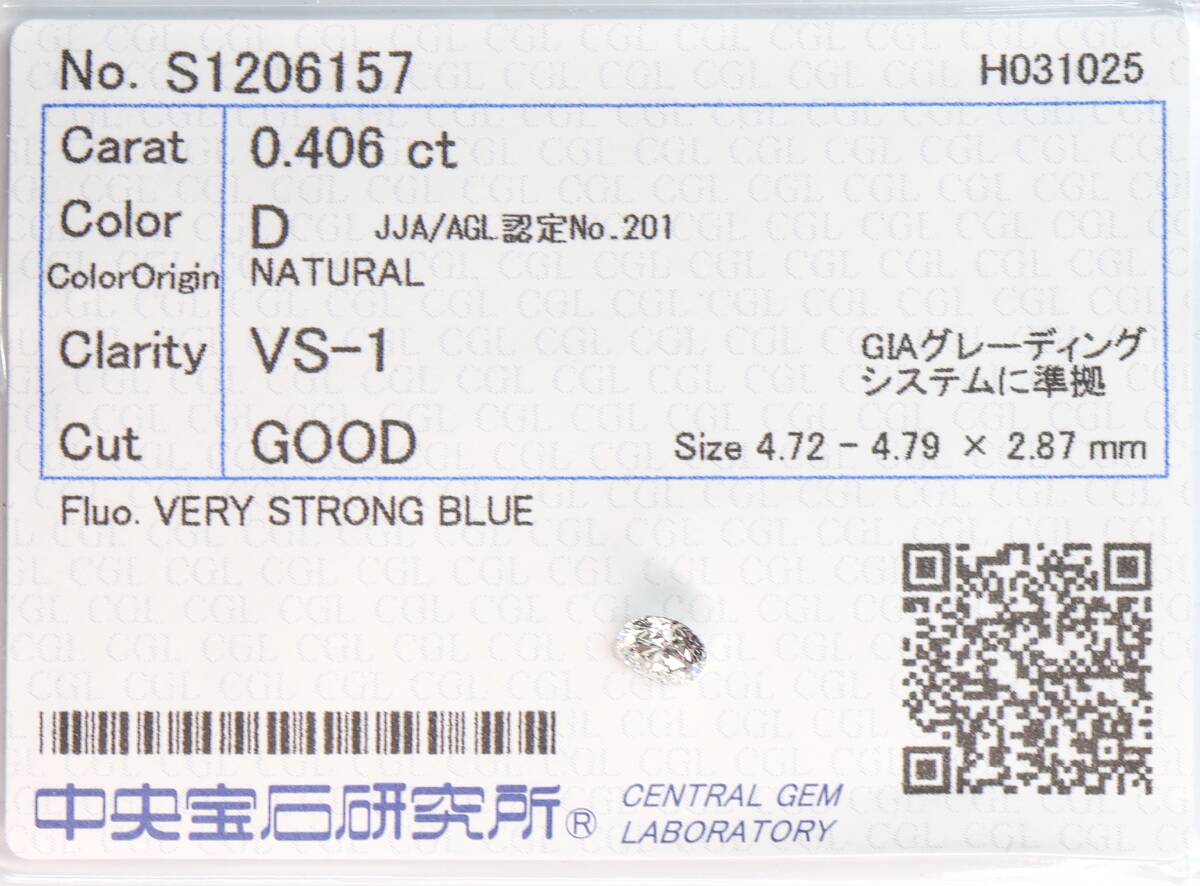 No. S1206157
H031025
Carat 0.406 ct
Color D JJA/AGL認定No.201
ColorOrigin NATURAL
Clarity VS-1
GIAグレーディング
システムに準拠
Cut GOOD Size 4.72 - 4.79 × 2.87 mm
Fluo. VERY STRONG BLUE
中央宝石研究所® CENTRAL GEM
LABORATORY